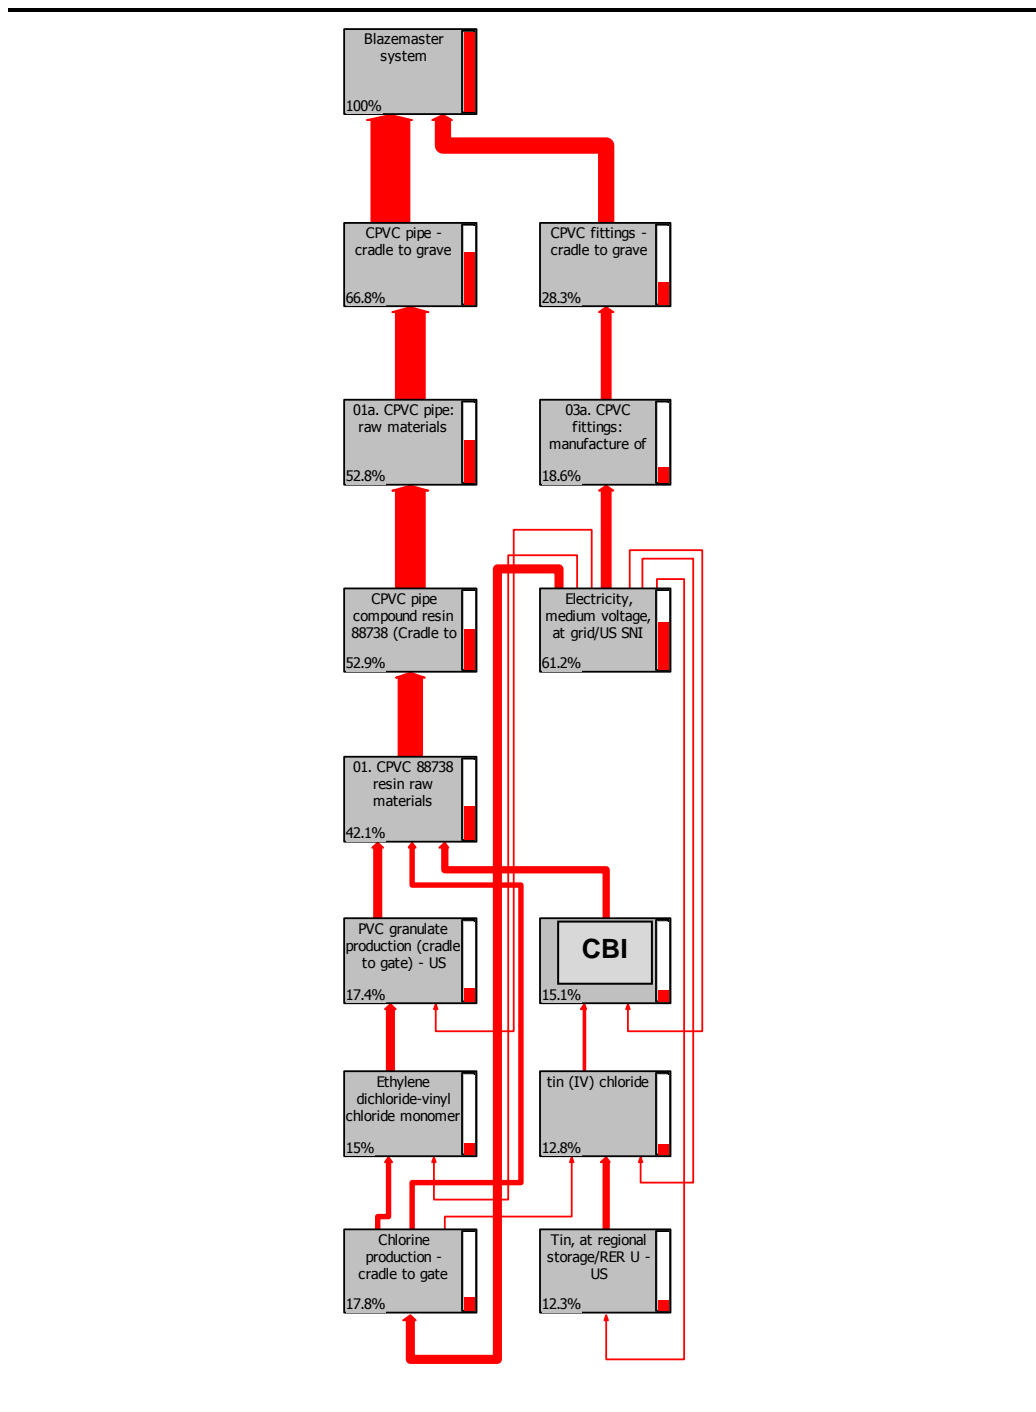 Blazemaster
system
100%
CPVC pipe -
cradle to grave
66.8%
CPVC fittings -
cradle to grave
28.3%
01a. CPVC pipe:
raw materials
52.8%
03a. CPVC
fittings:
manufacture of
18.6%
CPVC pipe
compound resin
88738 (Cradle to
52.9%
Electricity,
medium voltage,
at grid/US SNI
61.2%
01. CPVC 88738
resin raw
materials
42.1%
PVC granulate
production (cradle
to gate) - US
17.4%
CBI
15.1%
Ethylene
dichloride-vinyl
chloride monomer
15%
tin (IV) chloride
12.8%
Chlorine
production -
cradle to gate
17.8%
Tin, at regional
storage/RER U -
US
12.3%